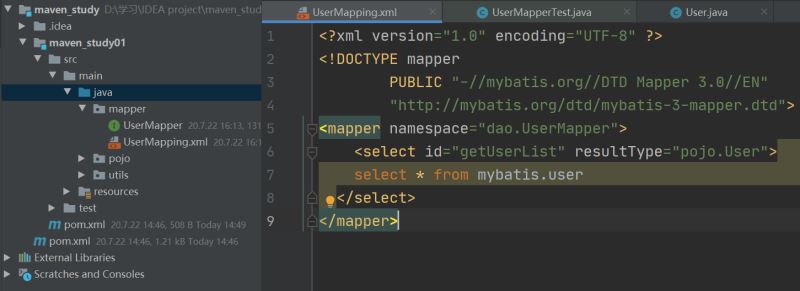 maven_study D:\学习\IDEA project\maven_stud
.idea
maven_study01
src
main
java
mapper
UserMapper 20.7.22 16:13, 131
UserMapping.xml 20.7.22 16:1
pojo
utils
resources
test
pom.xml 20.7.22 14:46, 508 B Today 14:49
pom.xml 20.7.22 14:46, 1.21 kB Today 14:46
External Libraries
Scratches and Consoles
UserMapping.xml
UserMapperTest.java
User.java
1 <?xml version="1.0" encoding="UTF-8" ?>
2 <!DOCTYPE mapper
3 PUBLIC "-//mybatis.org//DTD Mapper 3.0//EN"
4 "http://mybatis.org/dtd/mybatis-3-mapper.dtd">
5 <mapper namespace="dao.UserMapper">
6 <select id="getUserList" resultType="pojo.User">
7 select * from mybatis.user
8 </select>
9 </mapper>